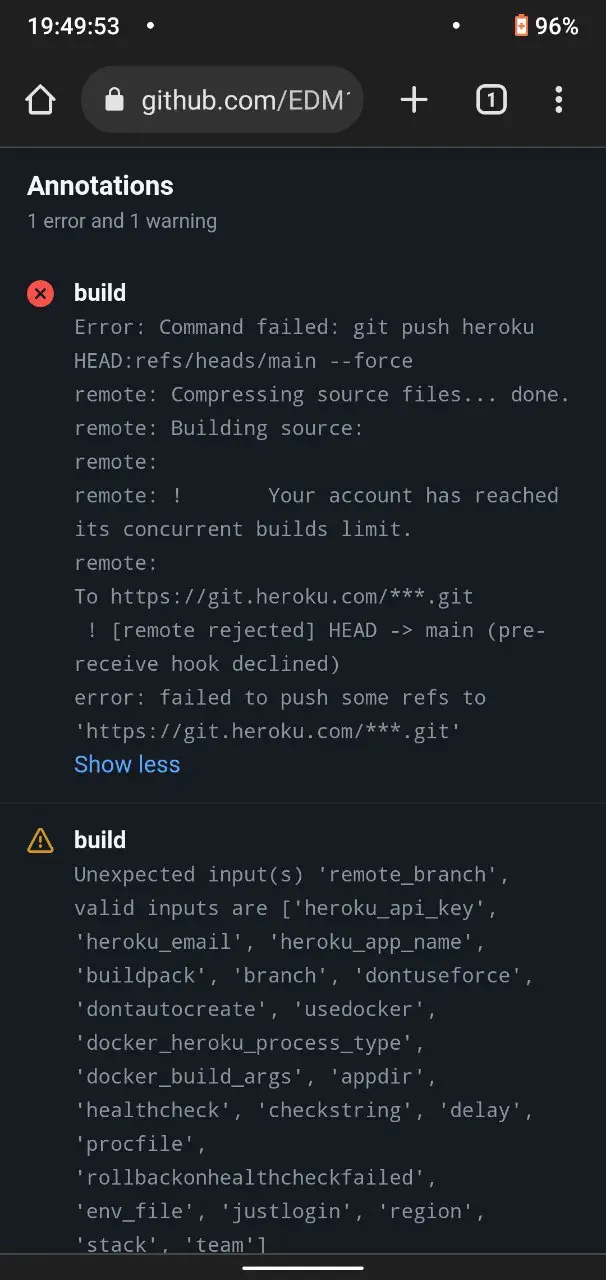 19:49:53
96%
github.com/EDM
1
Annotations
1 error and 1 warning
build
Error: Command failed: git push heroku
HEAD:refs/heads/main --force
remote: Compressing source files... done.
remote: Building source:
remote:
remote: !       Your account has reached
its concurrent builds limit.
remote:
To https://git.heroku.com/***.git
 ! [remote rejected] HEAD -> main (pre-
receive hook declined)
error: failed to push some refs to
'https://git.heroku.com/***.git'
Show less
build
Unexpected input(s) 'remote_branch',
valid inputs are ['heroku_api_key',
'heroku_email', 'heroku_app_name',
'buildpack', 'branch', 'dontuseforce',
'dontautocreate', 'usedocker',
'docker_heroku_process_type',
'docker_build_args', 'appdir',
'healthcheck', 'checkstring', 'delay',
'procfile',
'rollbackonhealthcheckfailed',
'env_file', 'justlogin', 'region',
'stack', 'team']